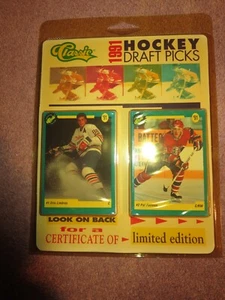 Classic
1991
HOCKEY
DRAFT PICKS
LOOK ON BACK
for a
CERTIFICATE OF
limited edition